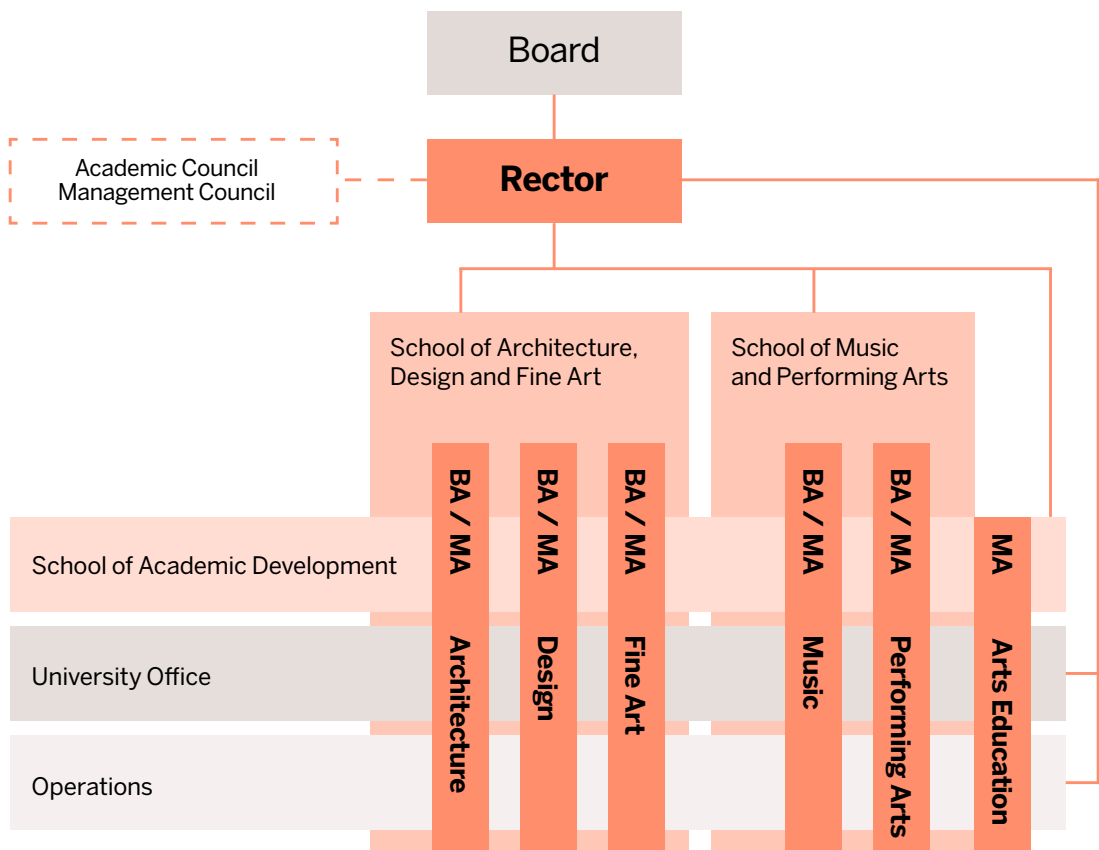 Board
Rector
Academic Council
Management Council
School of Architecture,
Design and Fine Art
School of Music
and Performing Arts
School of Academic Development
University Office
Operations
BA / MA Architecture
BA / MA Design
BA / MA Fine Art
BA / MA Music
BA / MA Performing Arts
MA Arts Education